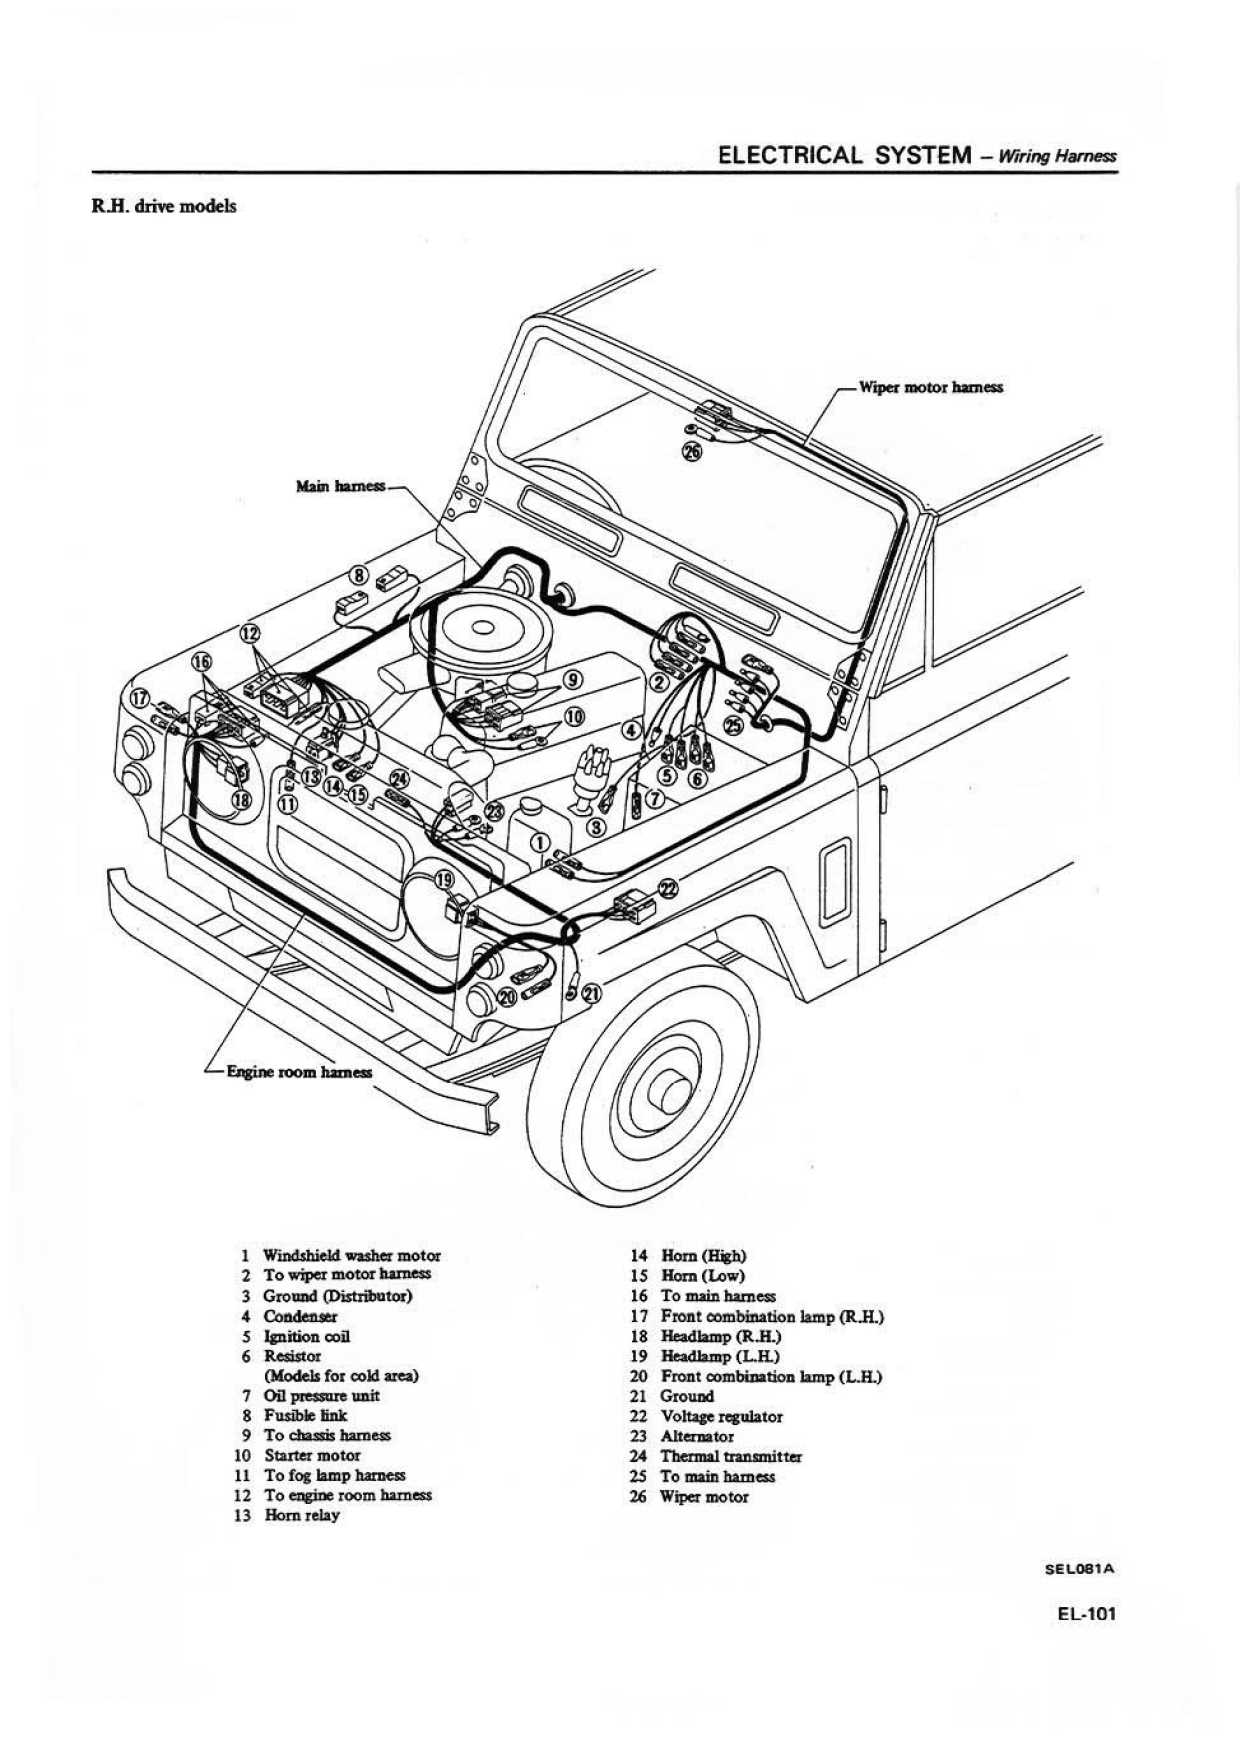 ELECTRICAL SYSTEM – Wiring Harness
R.H. drive models
Wiper motor harness
26
Main harness
8
12
16
9
17
2
10
25
4
13
24
5
6
14
15
18
11
7
23
3
1
19
22
20
21
Engine room harness
1 Windshield washer motor
2 To wiper motor harness
3 Ground (Distributor)
4 Condenser
5 Ignition coil
6 Resistor
(Models for cold area)
7 Oil pressure unit
8 Fusible link
9 To chassis harness
10 Starter motor
11 To fog lamp harness
12 To engine room harness
13 Horn relay
14 Horn (High)
15 Horn (Low)
16 To main harness
17 Front combination lamp (R.H.)
18 Headlamp (R.H.)
19 Headlamp (L.H.)
20 Front combination lamp (L.H.)
21 Ground
22 Voltage regulator
23 Alternator
24 Thermal transmitter
25 To main harness
26 Wiper motor
SEL081A
EL-101